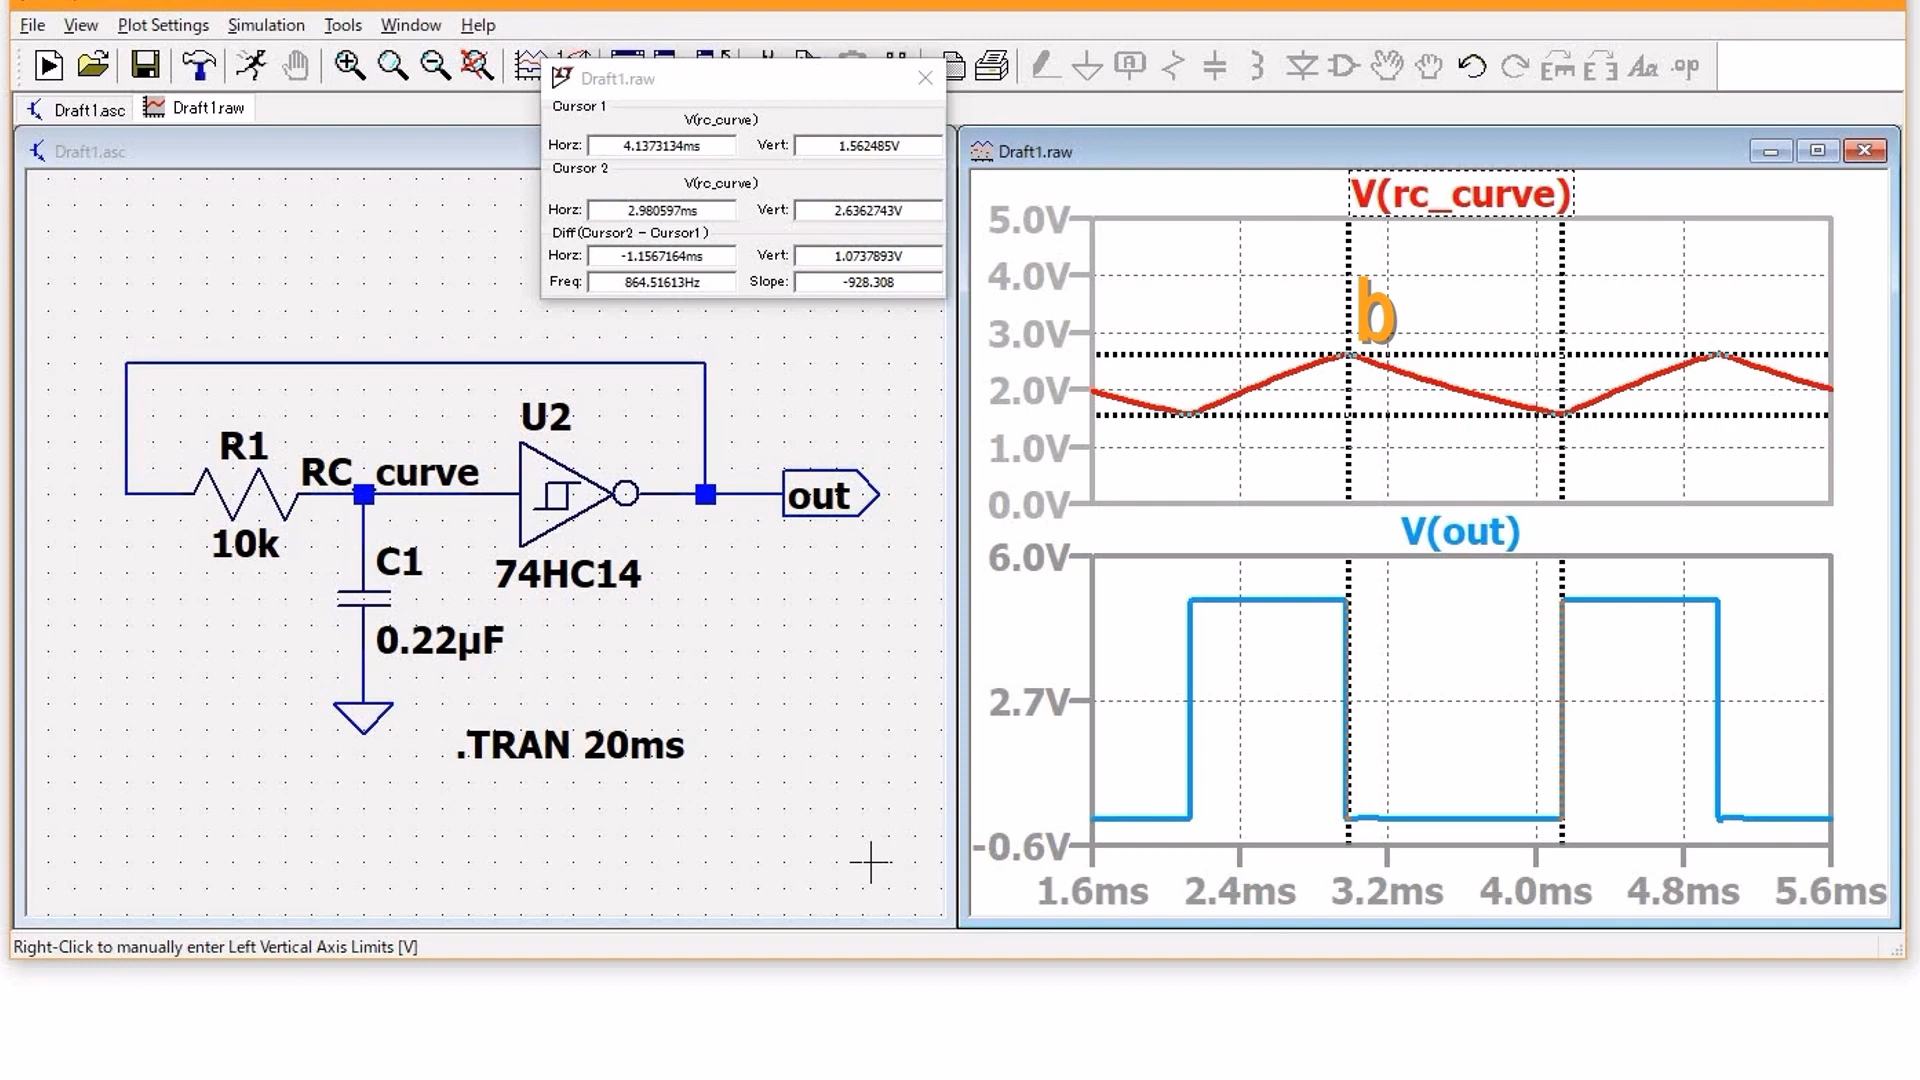 File View Plot Settings Simulation Tools Window Help
Draft1.asc Draft1.raw
Draft1.asc
Draft1.raw
Cursor 1
V(rc_curve)
Horz: 4.1373134ms Vert: 1.562485V
Cursor 2
V(rc_curve)
Horz: 2.980597ms Vert: 2.6362743V
Diff(Cursor2 - Cursor1)
Horz: -1.1567164ms Vert: 1.0737893V
Freq: 864.51613Hz Slope: -928.308
R1
10k
RC_curve
C1
0.22µF
U2
74HC14
out
.TRAN 20ms
Draft1.raw
V(rc_curve)
5.0V
4.0V
3.0V
2.0V
1.0V
0.0V
b
V(out)
6.0V
2.7V
-0.6V
1.6ms 2.4ms 3.2ms 4.0ms 4.8ms 5.6ms
Right-Click to manually enter Left Vertical Axis Limits [V]